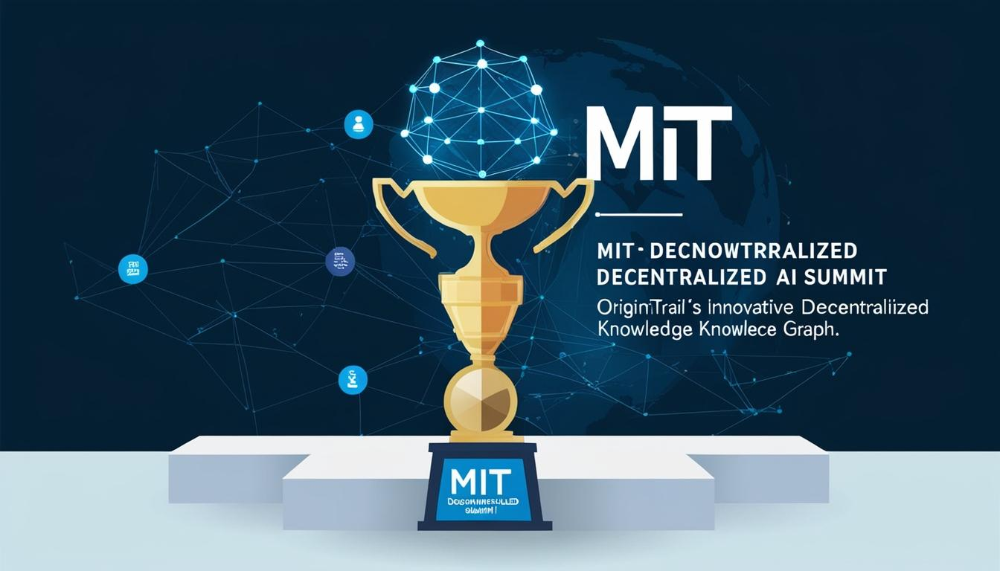 MiT
MIT- DECNOWTRRALIZED
DECENTRALIZED AI SUMMIT
OriginTrail's innovative Decentraliized
Knowledge Knowlece Graph.
MIT